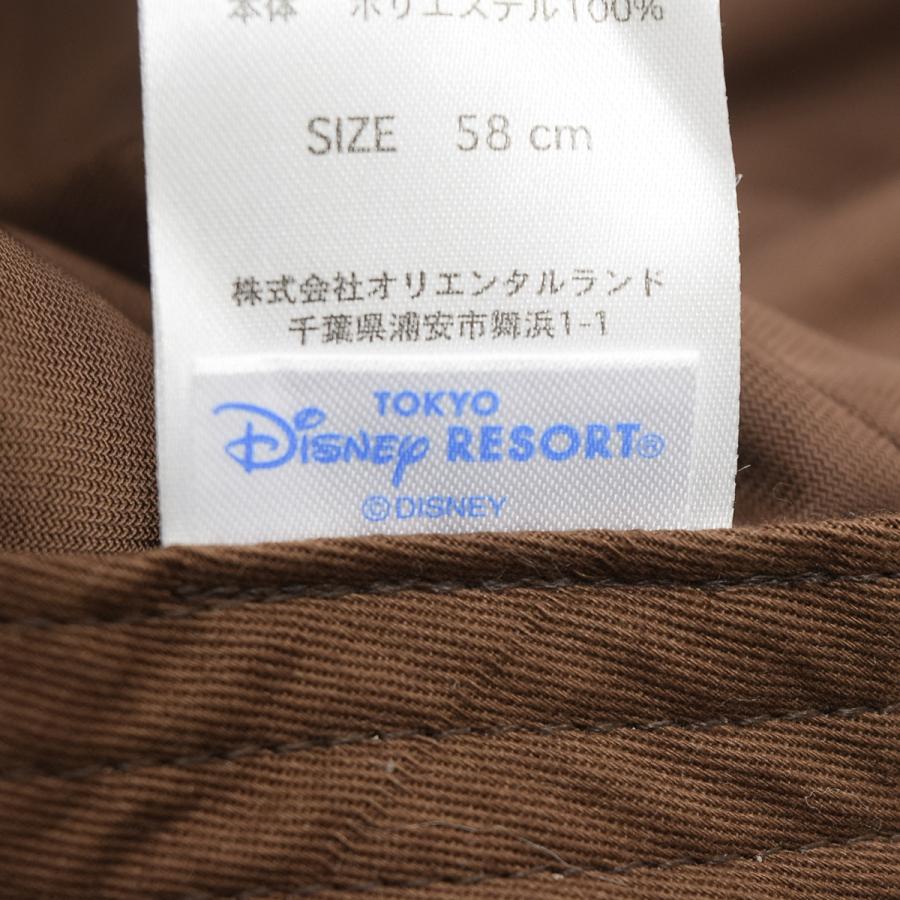 本体 ポリエステル100%
SIZE 58 cm
株式会社オリエンタルランド
千葉県浦安市舞浜1-1
TOKYO
Disney RESORT®
©DISNEY